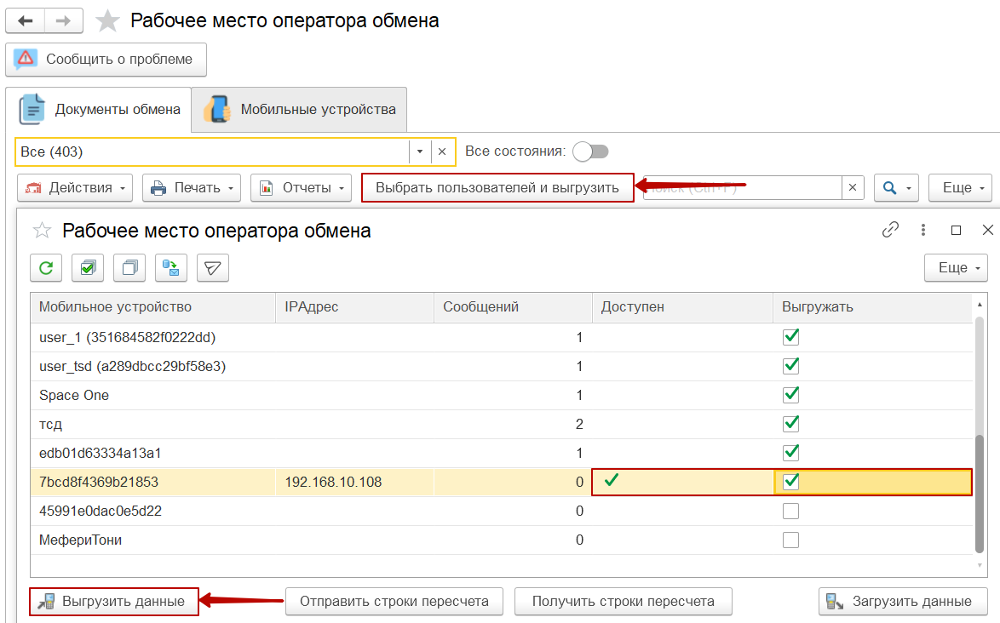 Рабочее место оператора обмена
Сообщить о проблеме
Документы обмена Мобильные устройства
Все (403) Все состояния:
Действия Печать Отчеты Выбрать пользователей и выгрузить Поиск (Ctrl+F) Еще
Рабочее место оператора обмена
Еще
Мобильное устройство IPАдрес Сообщений Доступен Выгружать
user_1 (351684582f0222dd) 1
user_tsd (a289dbcc29bf58e3) 1
Space One 1
тсд 2
edb01d63334a13a1 1
7bcd8f4369b21853 192.168.10.108 0
45991e0dac0e5d22 0
МефериТони 0
Выгрузить данные Отправить строки пересчета Получить строки пересчета Загрузить данные